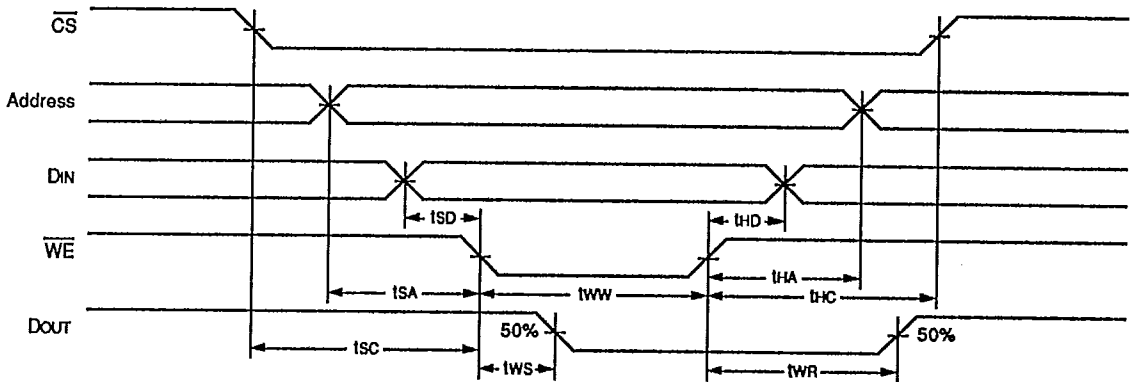 CS
Address
DIN
tSD
tHD
WE
tSA
tWW
tHA
tHC
DOUT
50%
50%
tSC
tWS
tWR